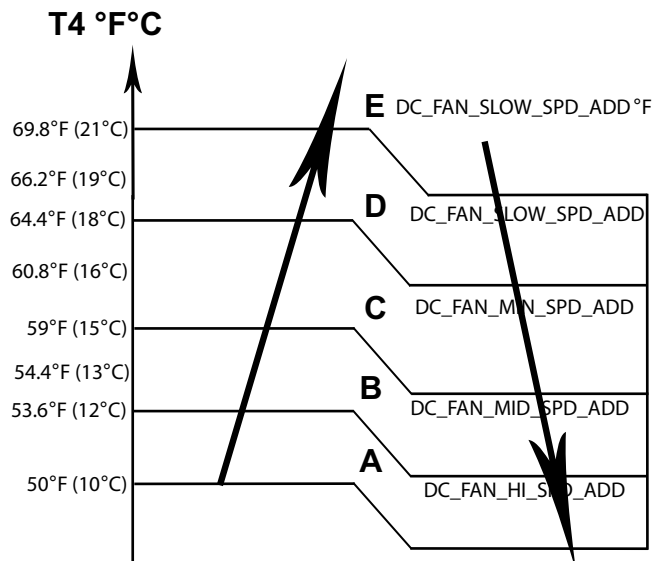 T4 °F°C
E DC_FAN_SLOW_SPD_ADD°F
69.8°F (21°C)
66.2°F (19°C)
D DC_FAN_SLOW_SPD_ADD
64.4°F (18°C)
60.8°F (16°C)
C DC_FAN_MIN_SPD_ADD
59°F (15°C)
54.4°F (13°C)
B DC_FAN_MID_SPD_ADD
53.6°F (12°C)
A DC_FAN_HI_SPD_ADD
50°F (10°C)